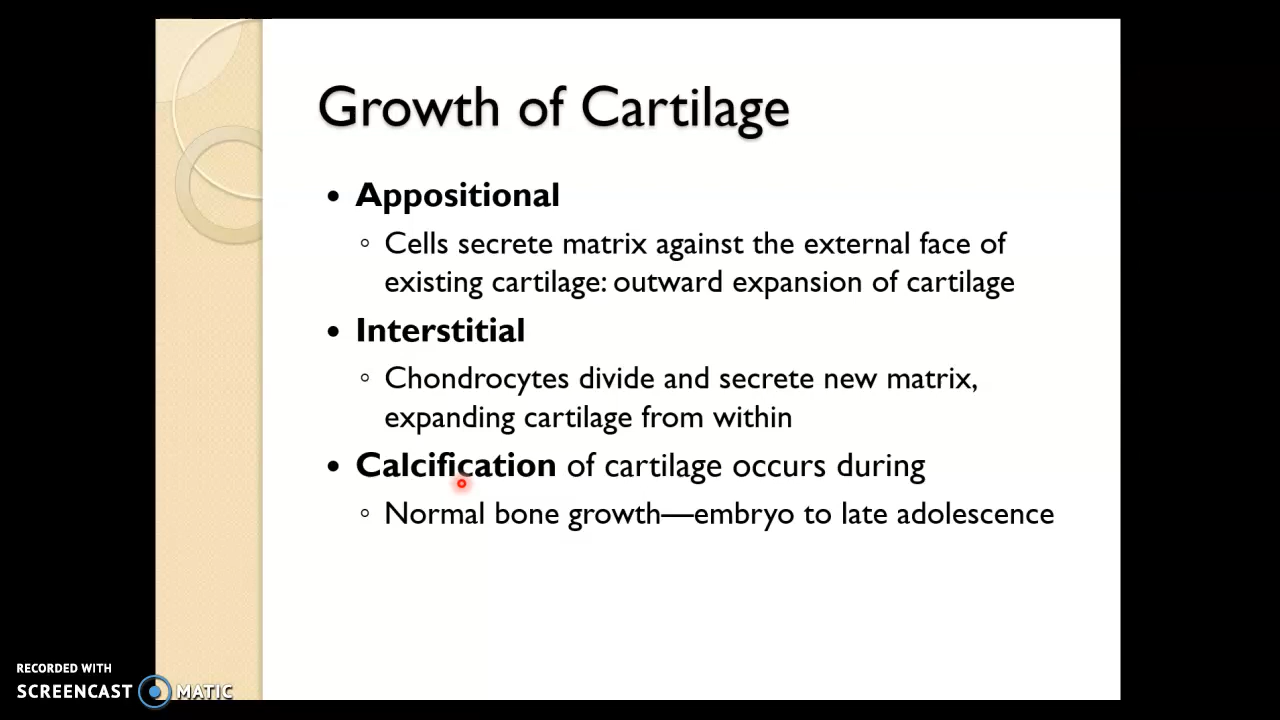 Growth of Cartilage
• Appositional
◦ Cells secrete matrix against the external face of
existing cartilage: outward expansion of cartilage
• Interstitial
◦ Chondrocytes divide and secrete new matrix,
expanding cartilage from within
• Calcification of cartilage occurs during
◦ Normal bone growth—embryo to late adolescence
RECORDED WITH
SCREENCAST MATIC